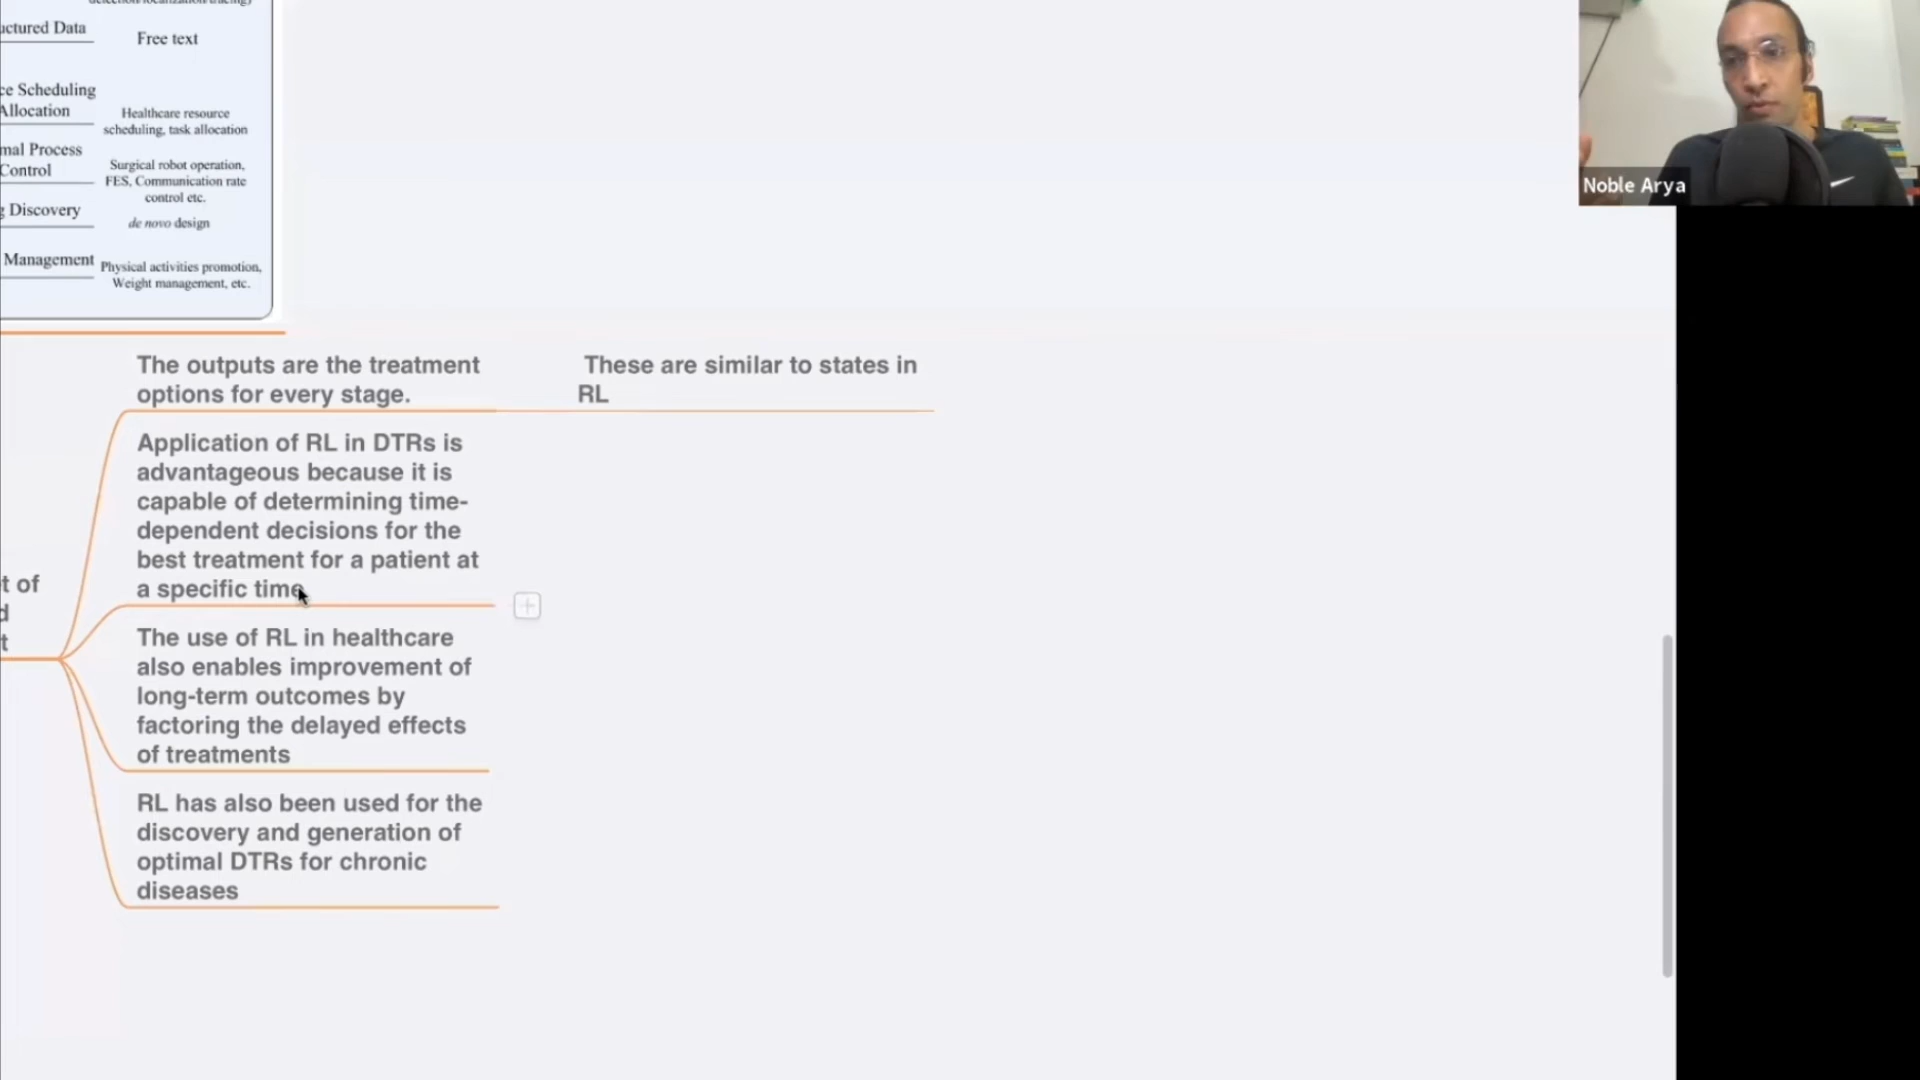 Data
Free text
Scheduling
Allocation
Healthcare resource
scheduling, task allocation
Process
Control
Surgical robot operation,
FES, Communication rate
control etc.
Discovery
de novo design
Management
Physical activities promotion,
Weight management, etc.
The outputs are the treatment
options for every stage.
These are similar to states in
RL
Application of RL in DTRs is
advantageous because it is
capable of determining time-
dependent decisions for the
best treatment for a patient at
a specific time
t of
d
t
The use of RL in healthcare
also enables improvement of
long-term outcomes by
factoring the delayed effects
of treatments
RL has also been used for the
discovery and generation of
optimal DTRs for chronic
diseases
Noble Arya